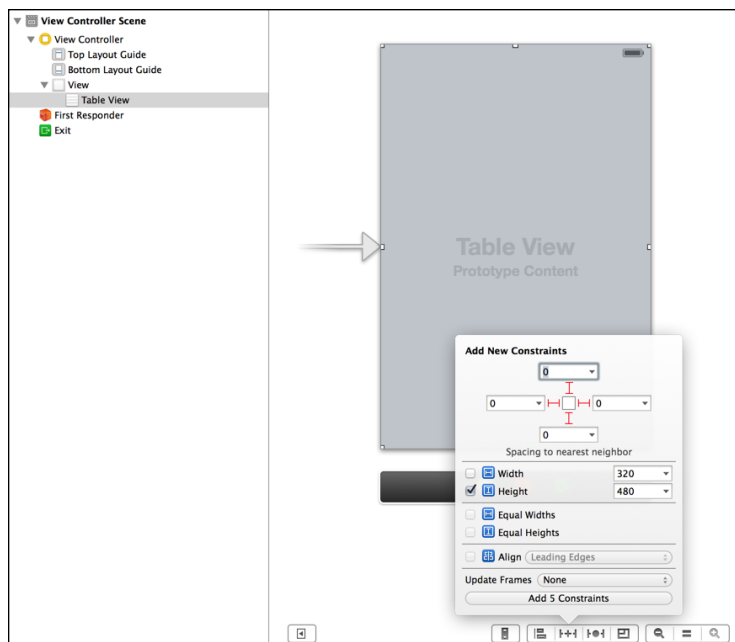 View Controller Scene
View Controller
Top Layout Guide
Bottom Layout Guide
View
Table View
First Responder
Exit
Table View
Prototype Content
Add New Constraints
0
0 0
0
Spacing to nearest neighbor
Width 320
Height 480
Equal Widths
Equal Heights
Align Leading Edges
Update Frames None
Add 5 Constraints